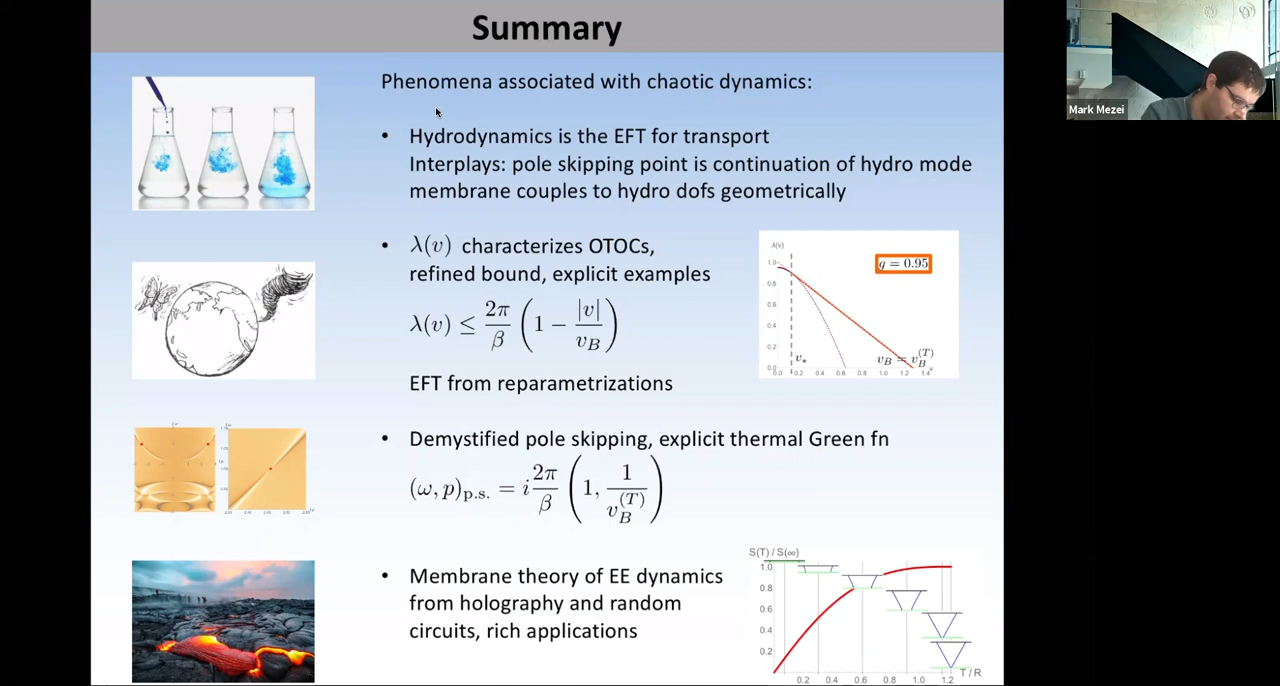 Summary
Mark Mezei
Phenomena associated with chaotic dynamics:
• Hydrodynamics is the EFT for transport
Interplays: pole skipping point is continuation of hydro mode
membrane couples to hydro dofs geometrically
• λ(v) characterizes OTOCs,
refined bound, explicit examples
λ(v) ≤ 2π/β (1 − |v|/v_B)
EFT from reparametrizations
λ(v)
q = 0.95
1.0
0.8
0.6
0.4
0.2
0.0
v_*
v_B = v_B^(T)
0.0 0.2 0.4 0.6 0.8 1.0 1.2 1.4 v
• Demystified pole skipping, explicit thermal Green fn
(ω, p)_p.s. = i 2π/β (1, 1/v_B^(T))
• Membrane theory of EE dynamics
from holography and random
circuits, rich applications
S(T) / S(∞)
1.0
0.8
0.6
0.4
0.2
0.2 0.4 0.6 0.8 1.0 1.2 T / R